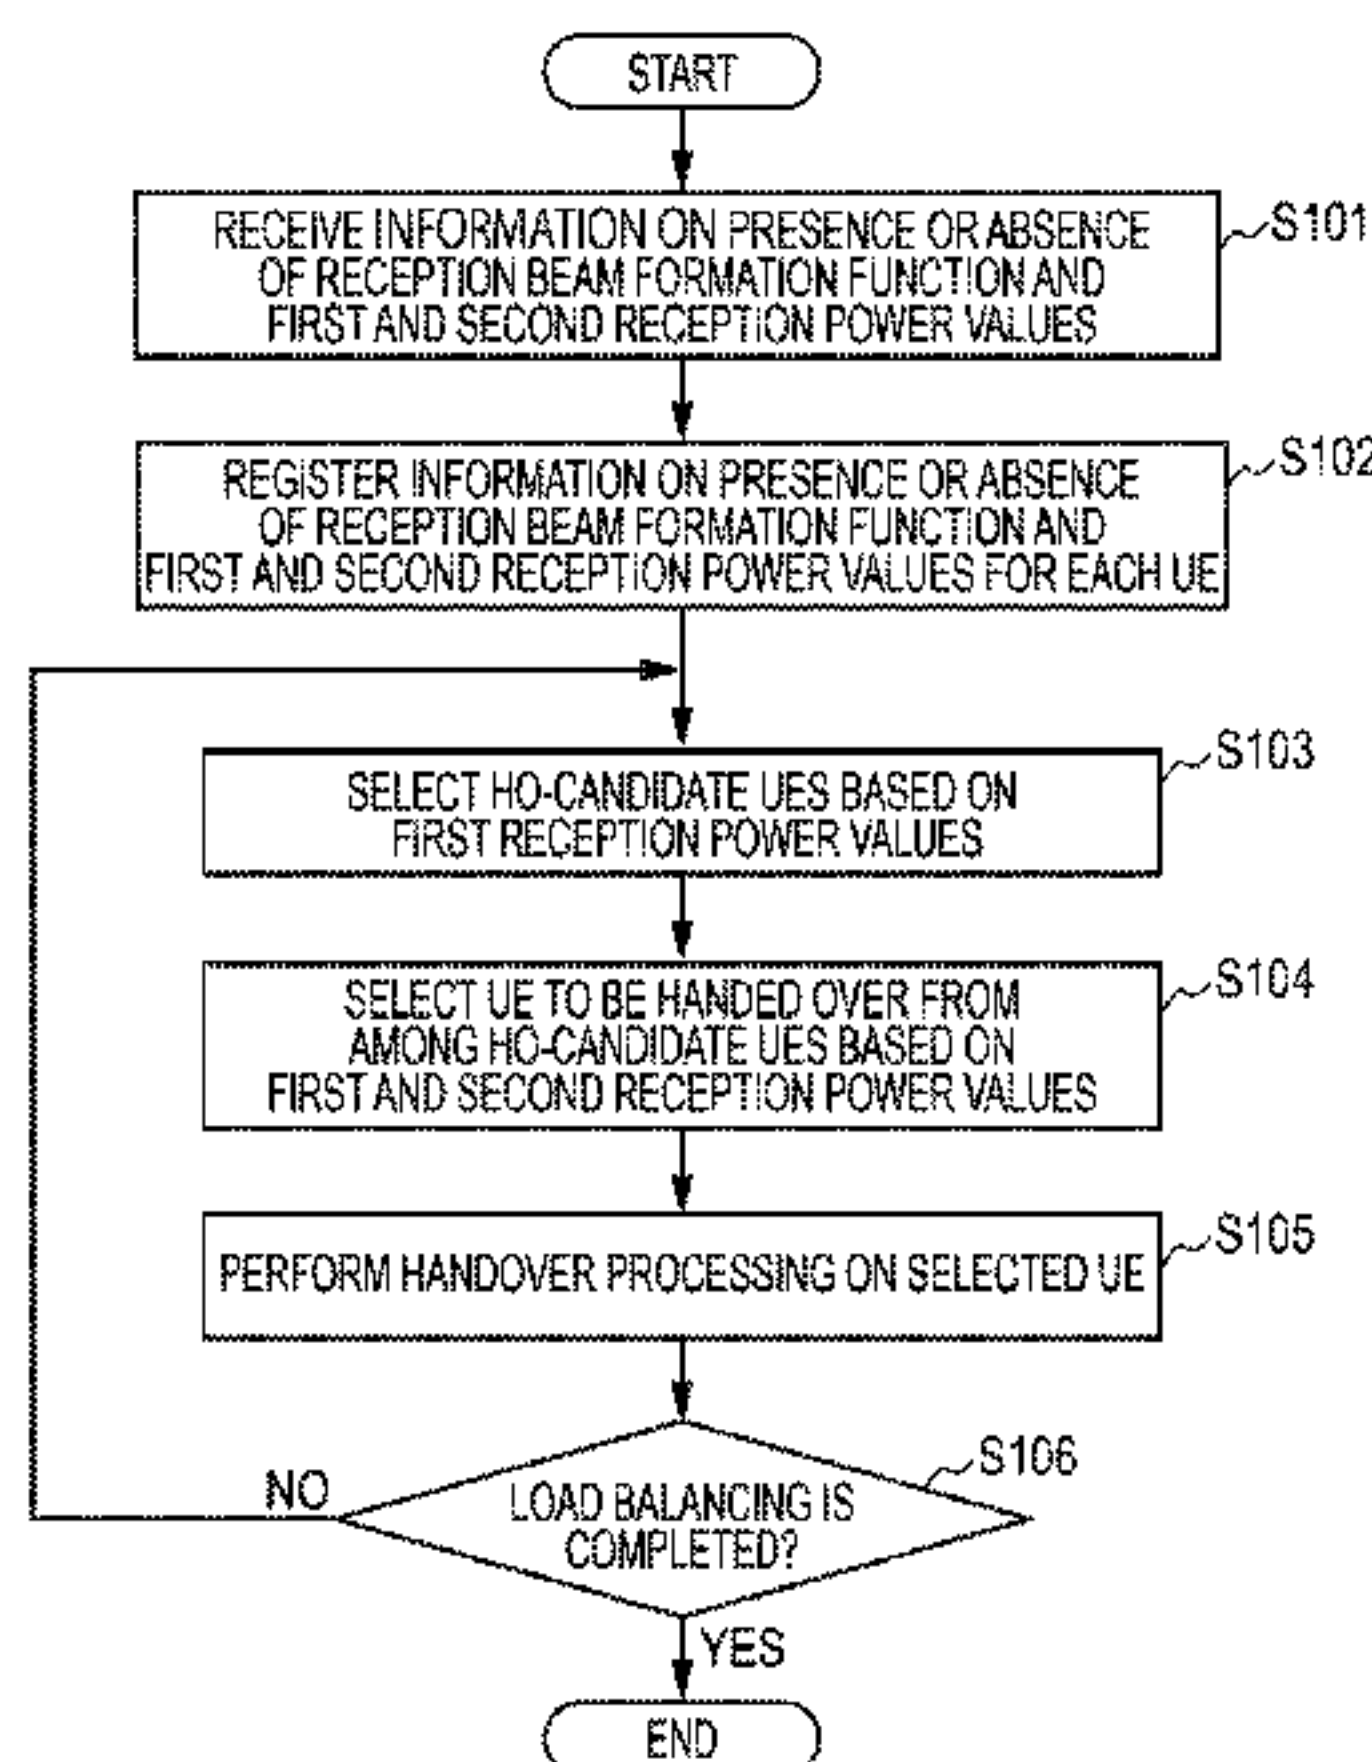 START
RECEIVE INFORMATION ON PRESENCE OR ABSENCE
OF RECEPTION BEAM FORMATION FUNCTION AND
FIRST AND SECOND RECEPTION POWER VALUES
S101
REGISTER INFORMATION ON PRESENCE OR ABSENCE
OF RECEPTION BEAM FORMATION FUNCTION AND
FIRST AND SECOND RECEPTION POWER VALUES FOR EACH UE
S102
SELECT HO-CANDIDATE UES BASED ON
FIRST RECEPTION POWER VALUES
S103
SELECT UE TO BE HANDED OVER FROM
AMONG HO-CANDIDATE UES BASED ON
FIRST AND SECOND RECEPTION POWER VALUES
S104
PERFORM HANDOVER PROCESSING ON SELECTED UE
S105
LOAD BALANCING IS
COMPLETED?
S106
NO
YES
END